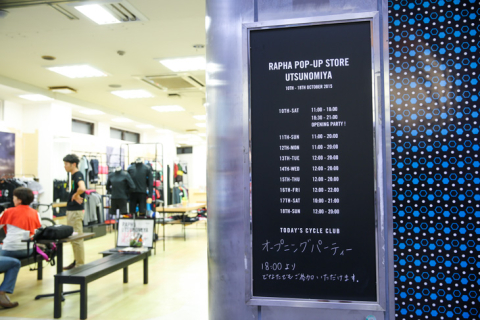 RAPHA POP-UP STORE
UTSUNOMIYA
10TH - 18TH OCTOBER 2015
10TH-SAT 11:00 - 18:00
18:30 - 21:00
OPENING PARTY !
11TH-SUN 11:00 - 20:00
12TH-MON 11:00 - 20:00
13TH-TUE 12:00 - 20:00
14TH-WED 12:00 - 20:00
15TH-THU 12:00 - 20:00
16TH-FRI 12:00 - 22:00
17TH-SAT 12:00 - 21:00
18TH-SUN 12:00 - 20:00
TODAY'S CYCLE CLUB
オープニングパーティー
18:00 より
どなたでもご参加いただけます。